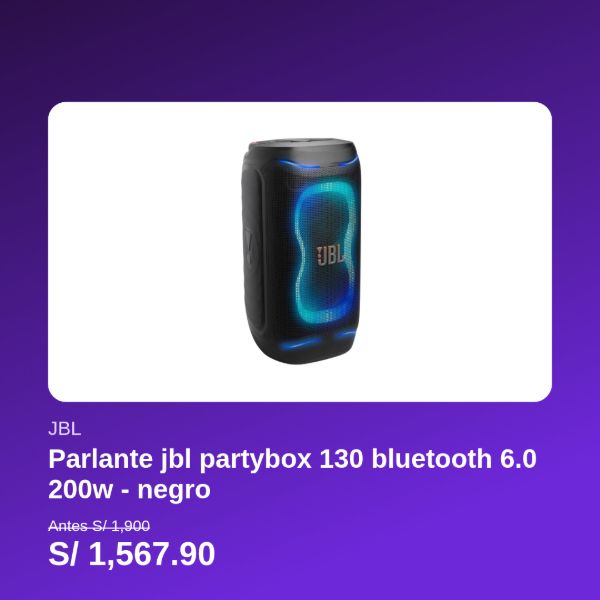 JBL
JBL
Parlante jbl partybox 130 bluetooth 6.0
200w - negro
Antes S/ 1,900
S/ 1,567.90